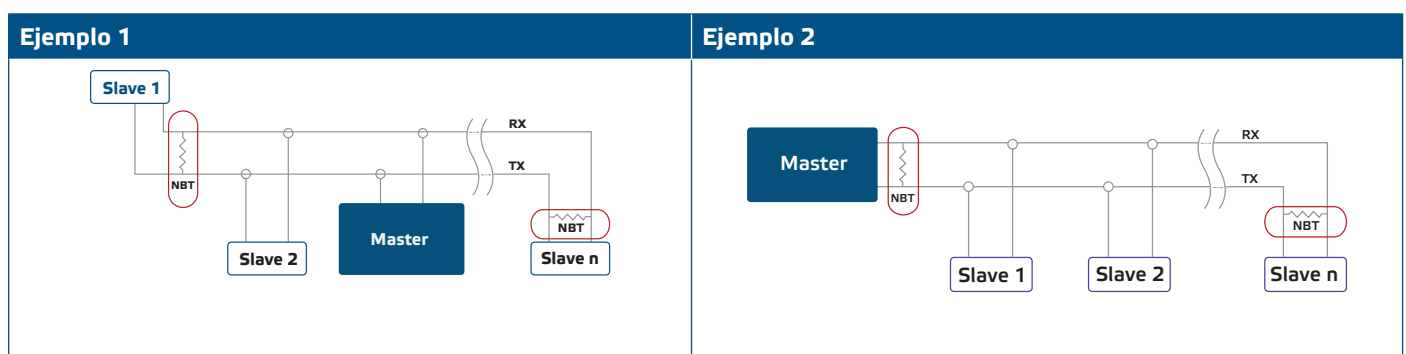 Ejemplo 1
Slave 1
RX
TX
NBT
NBT
Master
Slave 2
Slave n
Ejemplo 2
RX
Master
TX
NBT
NBT
Slave 1
Slave 2
Slave n